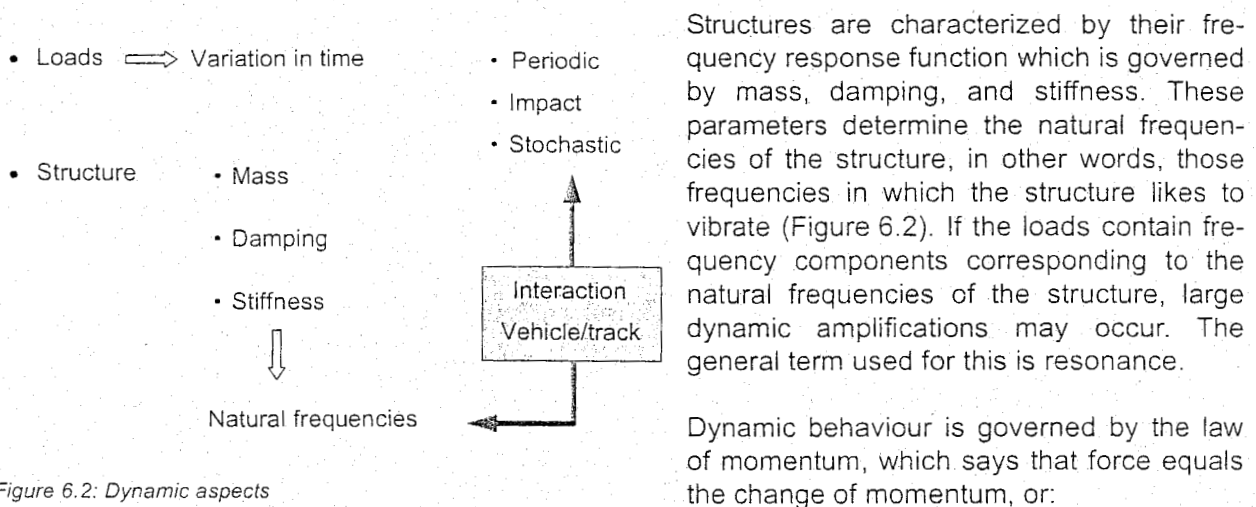 • Loads ⟹ Variation in time
• Periodic
• Impact
• Stochastic
• Structure
• Mass
• Damping
• Stiffness
Interaction
Vehicle/track
Natural frequencies
Figure 6.2: Dynamic aspects
Structures are characterized by their fre-
quency response function which is governed
by mass, damping, and stiffness. These
parameters determine the natural frequen-
cies of the structure, in other words, those
frequencies in which the structure likes to
vibrate (Figure 6.2). If the loads contain fre-
quency components corresponding to the
natural frequencies of the structure, large
dynamic amplifications may occur. The
general term used for this is resonance.
Dynamic behaviour is governed by the law
of momentum, which says that force equals
the change of momentum, or: